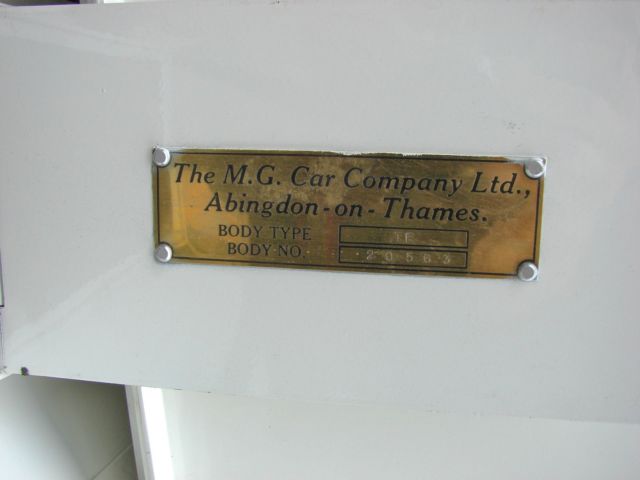 The M.G. Car Company Ltd.,
Abingdon-on-Thames.
BODY TYPE TF
BODY NO. 20563